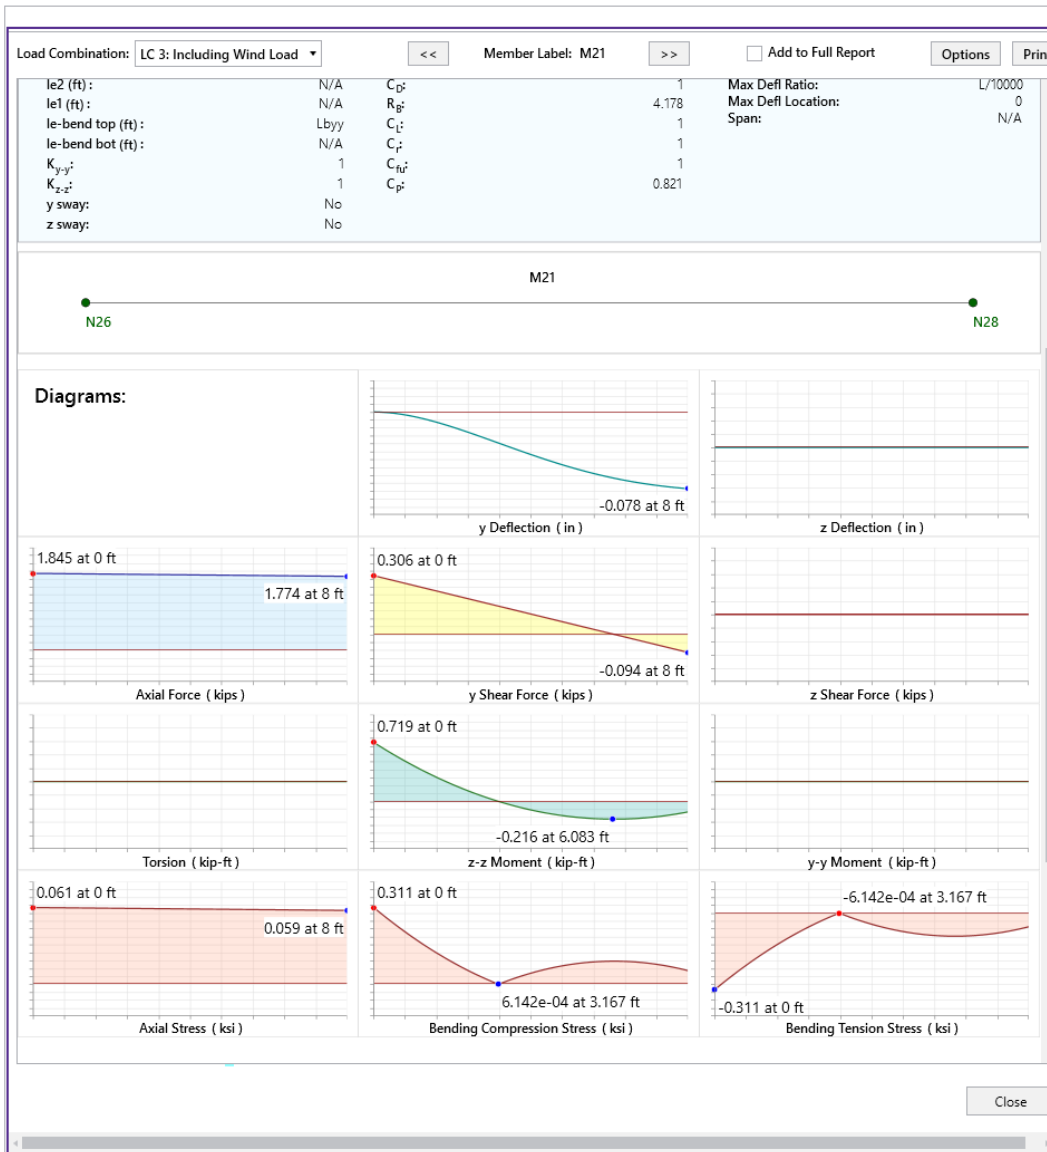 Load Combination: LC 3: Including Wind Load << Member Label: M21 >> Add to Full Report Options Prin
le2 (ft) : N/A C_D: 1 Max Defl Ratio: L/10000
le1 (ft) : N/A R_B: 4.178 Max Defl Location: 0
le-bend top (ft) : Lbyy C_L: 1 Span: N/A
le-bend bot (ft) : N/A C_r: 1
K_y-y: 1 C_fu: 1
K_z-z: 1 C_p: 0.821
y sway: No
z sway: No
M21
N26 N28
Diagrams:
-0.078 at 8 ft
y Deflection ( in )
z Deflection ( in )
1.845 at 0 ft
1.774 at 8 ft
Axial Force ( kips )
0.306 at 0 ft
-0.094 at 8 ft
y Shear Force ( kips )
z Shear Force ( kips )
Torsion ( kip-ft )
0.719 at 0 ft
-0.216 at 6.083 ft
z-z Moment ( kip-ft )
y-y Moment ( kip-ft )
0.061 at 0 ft
0.059 at 8 ft
Axial Stress ( ksi )
0.311 at 0 ft
6.142e-04 at 3.167 ft
Bending Compression Stress ( ksi )
-6.142e-04 at 3.167 ft
-0.311 at 0 ft
Bending Tension Stress ( ksi )
Close